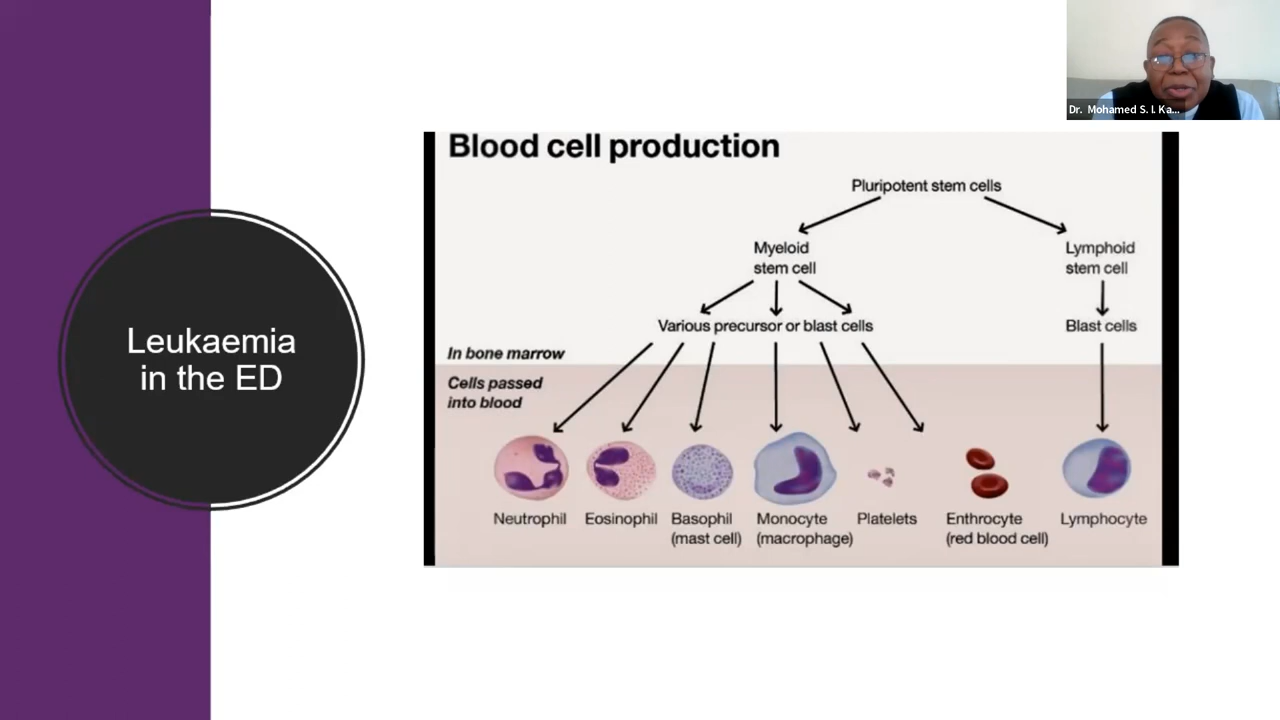 Dr. Mohamed S. I. Ka...
Leukaemia
in the ED
Blood cell production
Pluripotent stem cells
Myeloid
stem cell
Lymphoid
stem cell
Various precursor or blast cells
Blast cells
In bone marrow
Cells passed
into blood
Neutrophil
Eosinophil
Basophil
(mast cell)
Monocyte
(macrophage)
Platelets
Enthrocyte
(red blood cell)
Lymphocyte